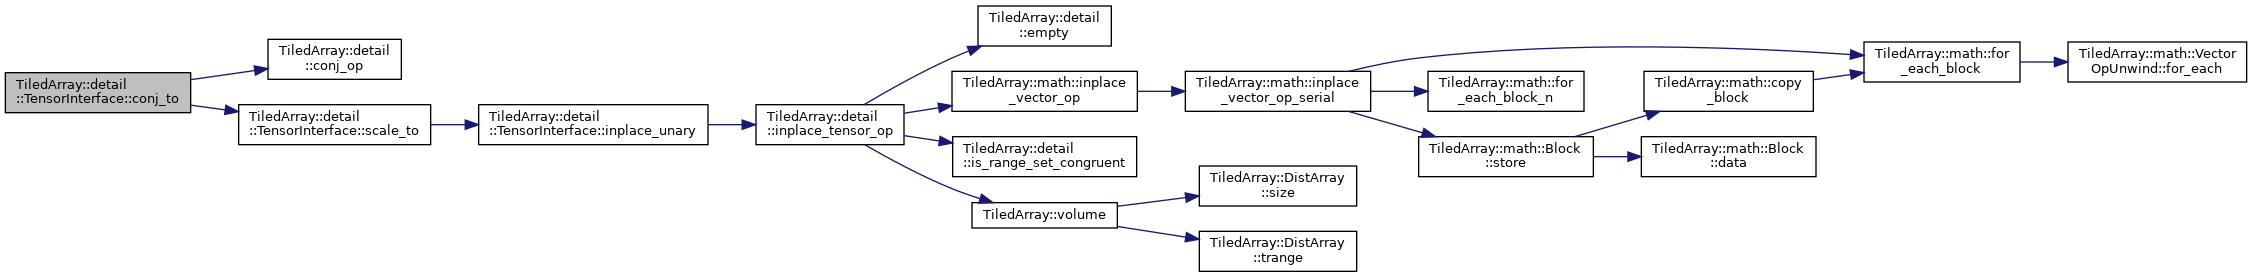 TiledArray::detail
::TensorInterface::conj_to
TiledArray::detail
::conj_op
TiledArray::detail
::TensorInterface::scale_to
TiledArray::detail
::TensorInterface::inplace_unary
TiledArray::detail
::inplace_tensor_op
TiledArray::detail
::empty
TiledArray::math::inplace
_vector_op
TiledArray::detail
::is_range_set_congruent
TiledArray::volume
TiledArray::math::inplace
_vector_op_serial
TiledArray::DistArray
::size
TiledArray::DistArray
::trange
TiledArray::math::for
_each_block_n
TiledArray::math::Block
::store
TiledArray::math::copy
_block
TiledArray::math::Block
::data
TiledArray::math::for
_each_block
TiledArray::math::Vector
OpUnwind::for_each